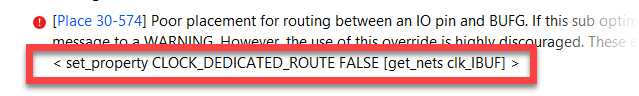 [Place 30-574] Poor placement for routing between an IO pin and BUFG. If this sub optim
message to a WARNING. However, the use of this override is highly discouraged. These e
< set_property CLOCK_DEDICATED_ROUTE FALSE [get_nets clk_IBUF] >